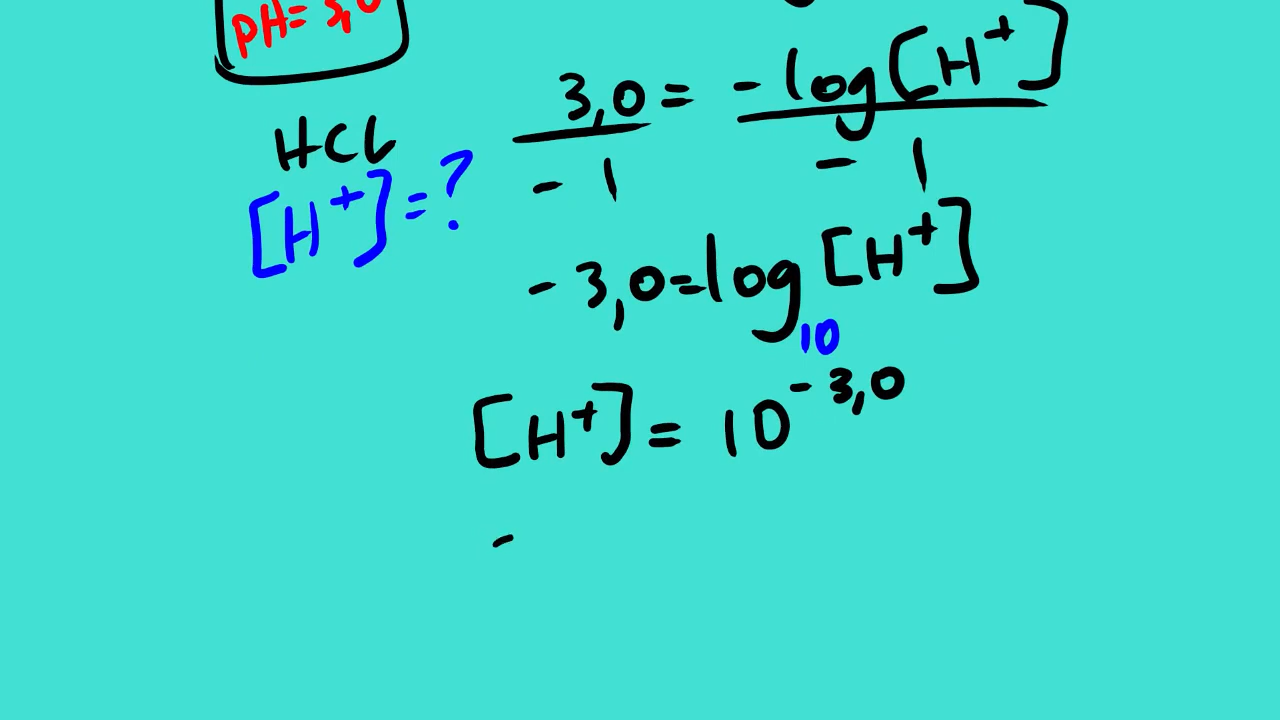 pH= 3,0
3,0 = - log [H⁺]
- 1 - 1
HCl
[H⁺] = ?
- 3,0 = log₁₀ [H⁺]
[H⁺] = 10⁻³,⁰
-